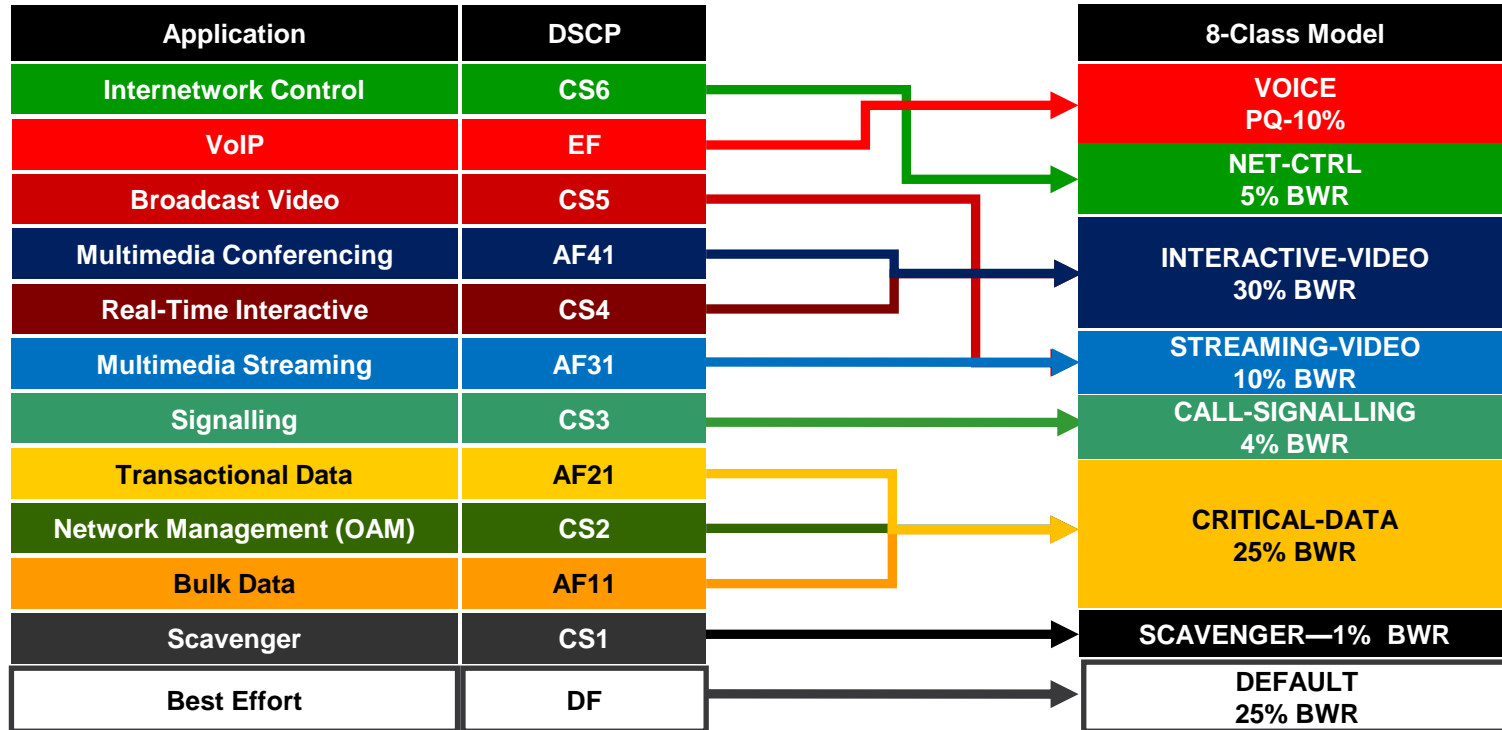 Application DSCP 8-Class Model
Internetwork Control CS6
VoIP EF
Broadcast Video CS5
Multimedia Conferencing AF41
Real-Time Interactive CS4
Multimedia Streaming AF31
Signalling CS3
Transactional Data AF21
Network Management (OAM) CS2
Bulk Data AF11
Scavenger CS1
Best Effort DF
VOICE
PQ-10%
NET-CTRL
5% BWR
INTERACTIVE-VIDEO
30% BWR
STREAMING-VIDEO
10% BWR
CALL-SIGNALLING
4% BWR
CRITICAL-DATA
25% BWR
SCAVENGER—1% BWR
DEFAULT
25% BWR